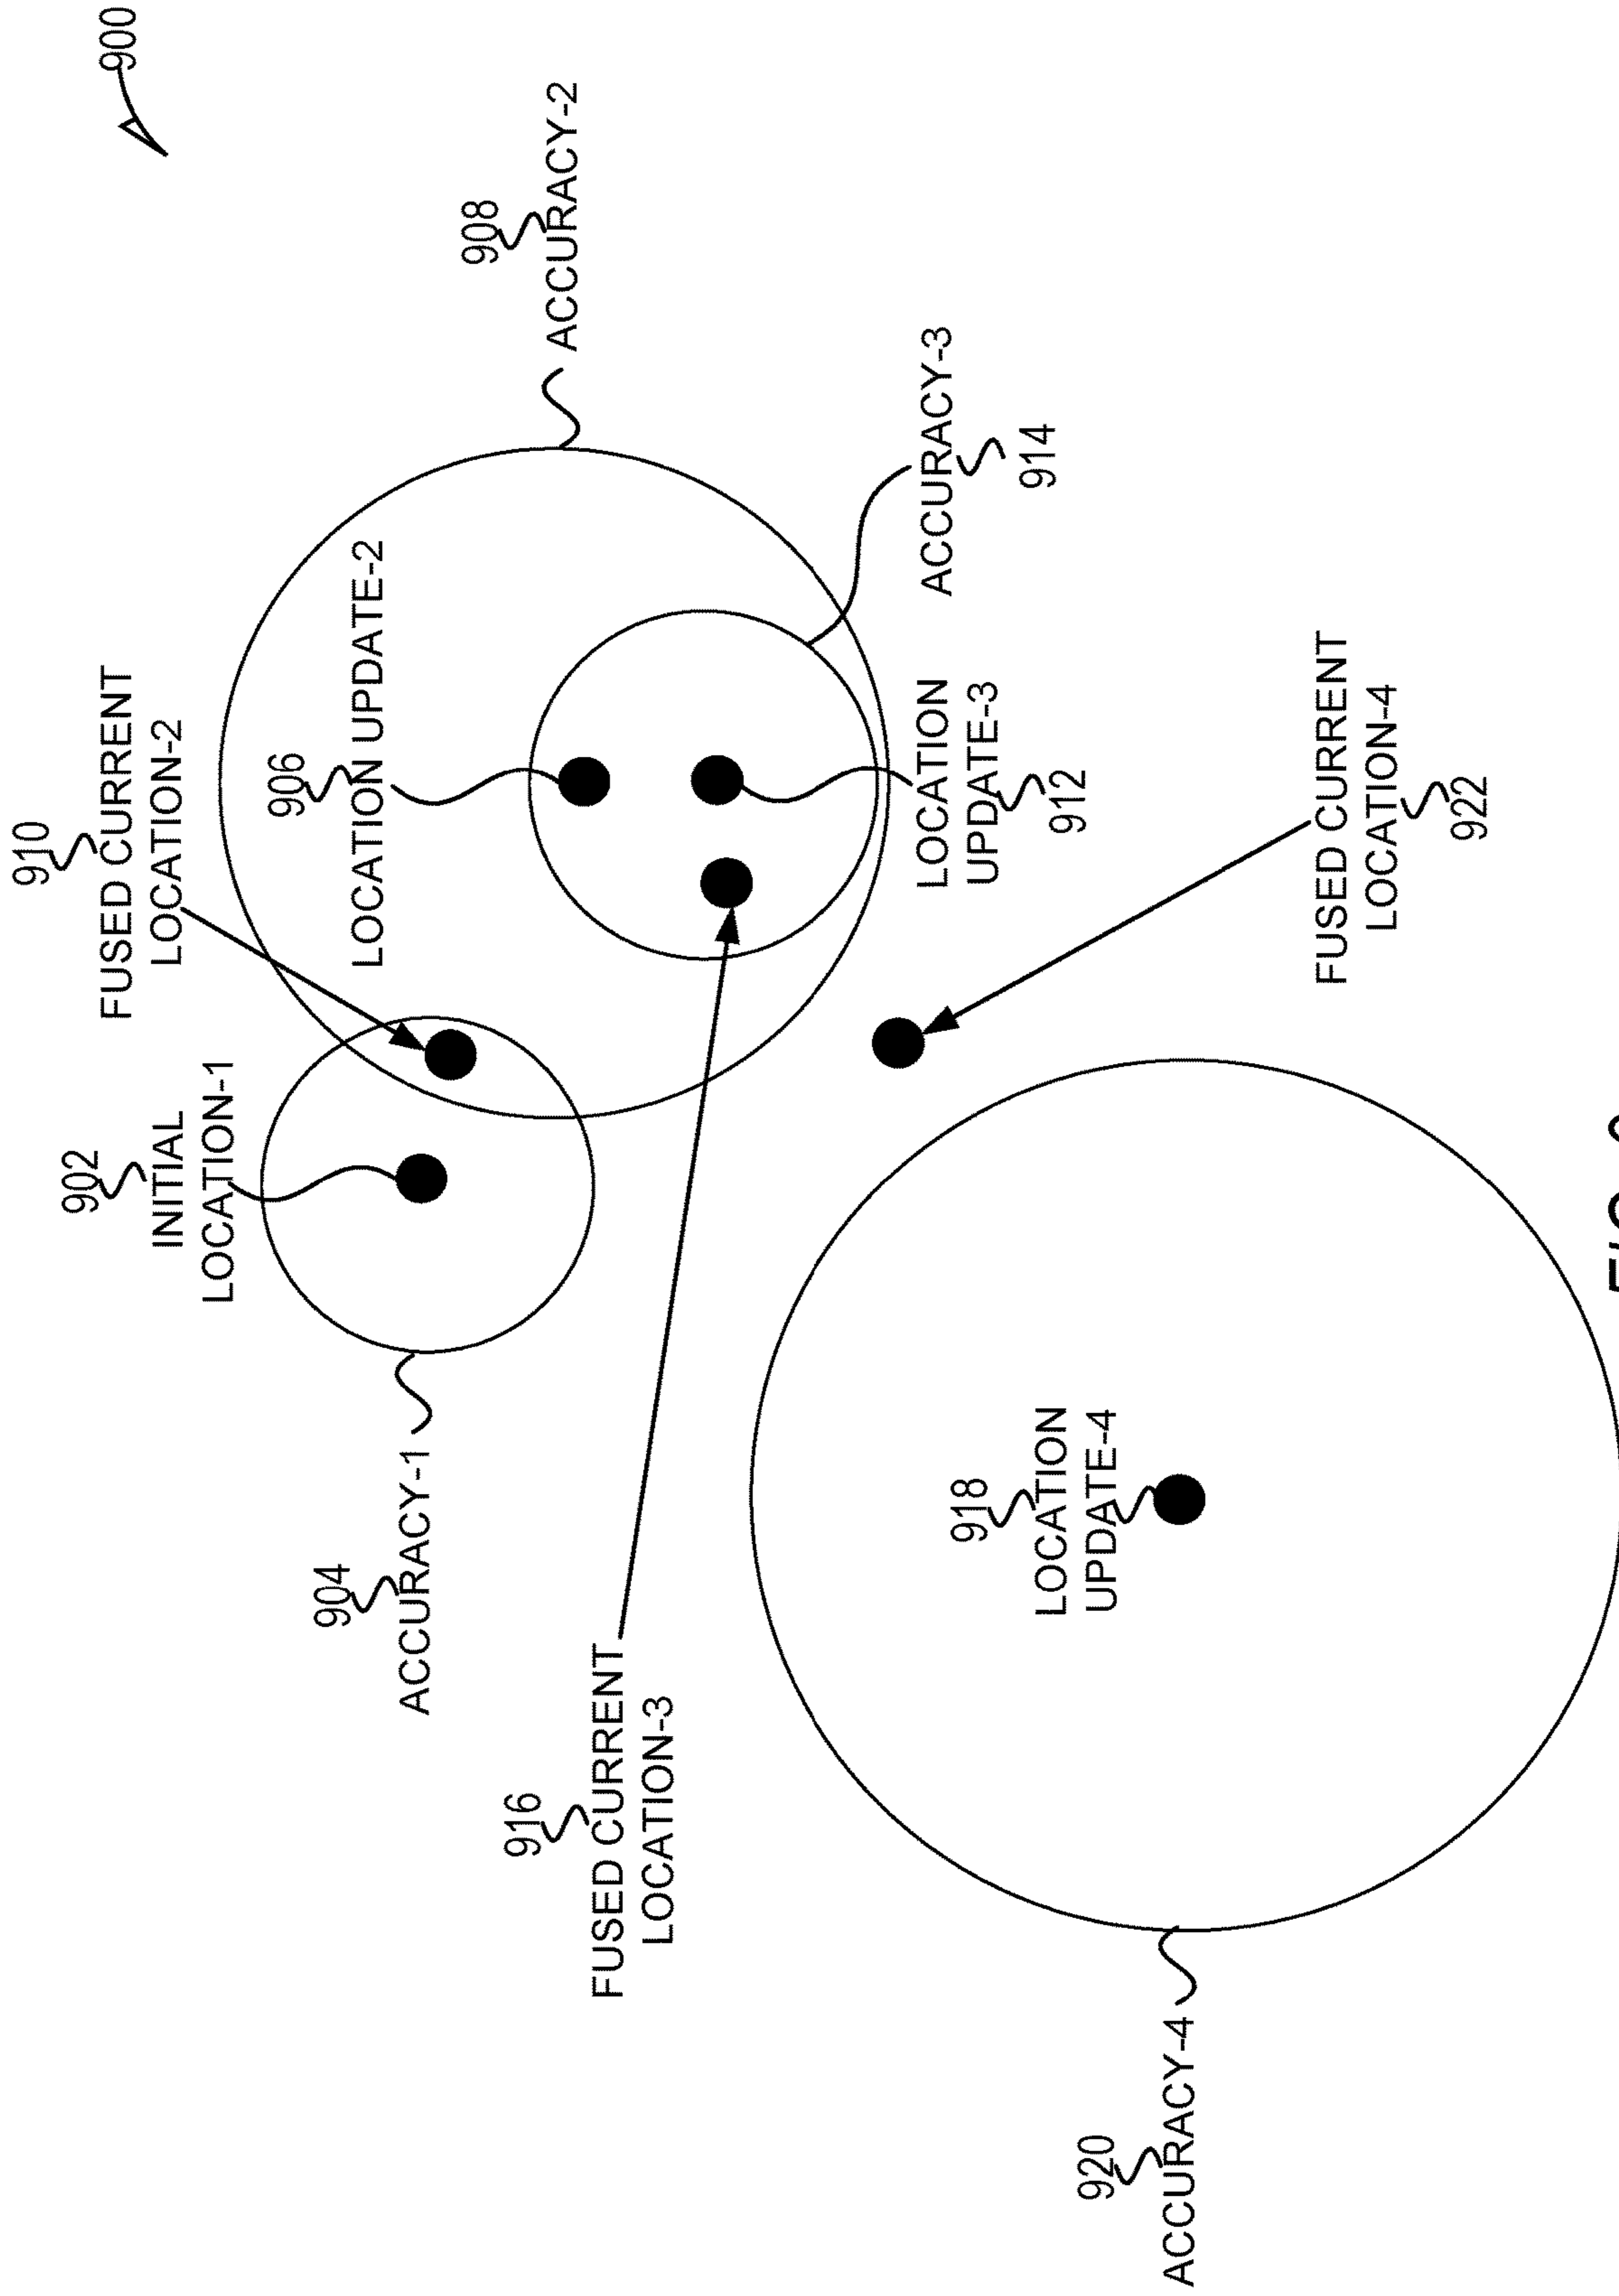 900
910
FUSED CURRENT
LOCATION-2
902
INITIAL
LOCATION-1
906
LOCATION UPDATE-2
904
ACCURACY-1
908
ACCURACY-2
916
FUSED CURRENT
LOCATION-3
ACCURACY-3
914
LOCATION
UPDATE-3
912
918
LOCATION
UPDATE-4
920
ACCURACY-4
FUSED CURRENT
LOCATION-4
922